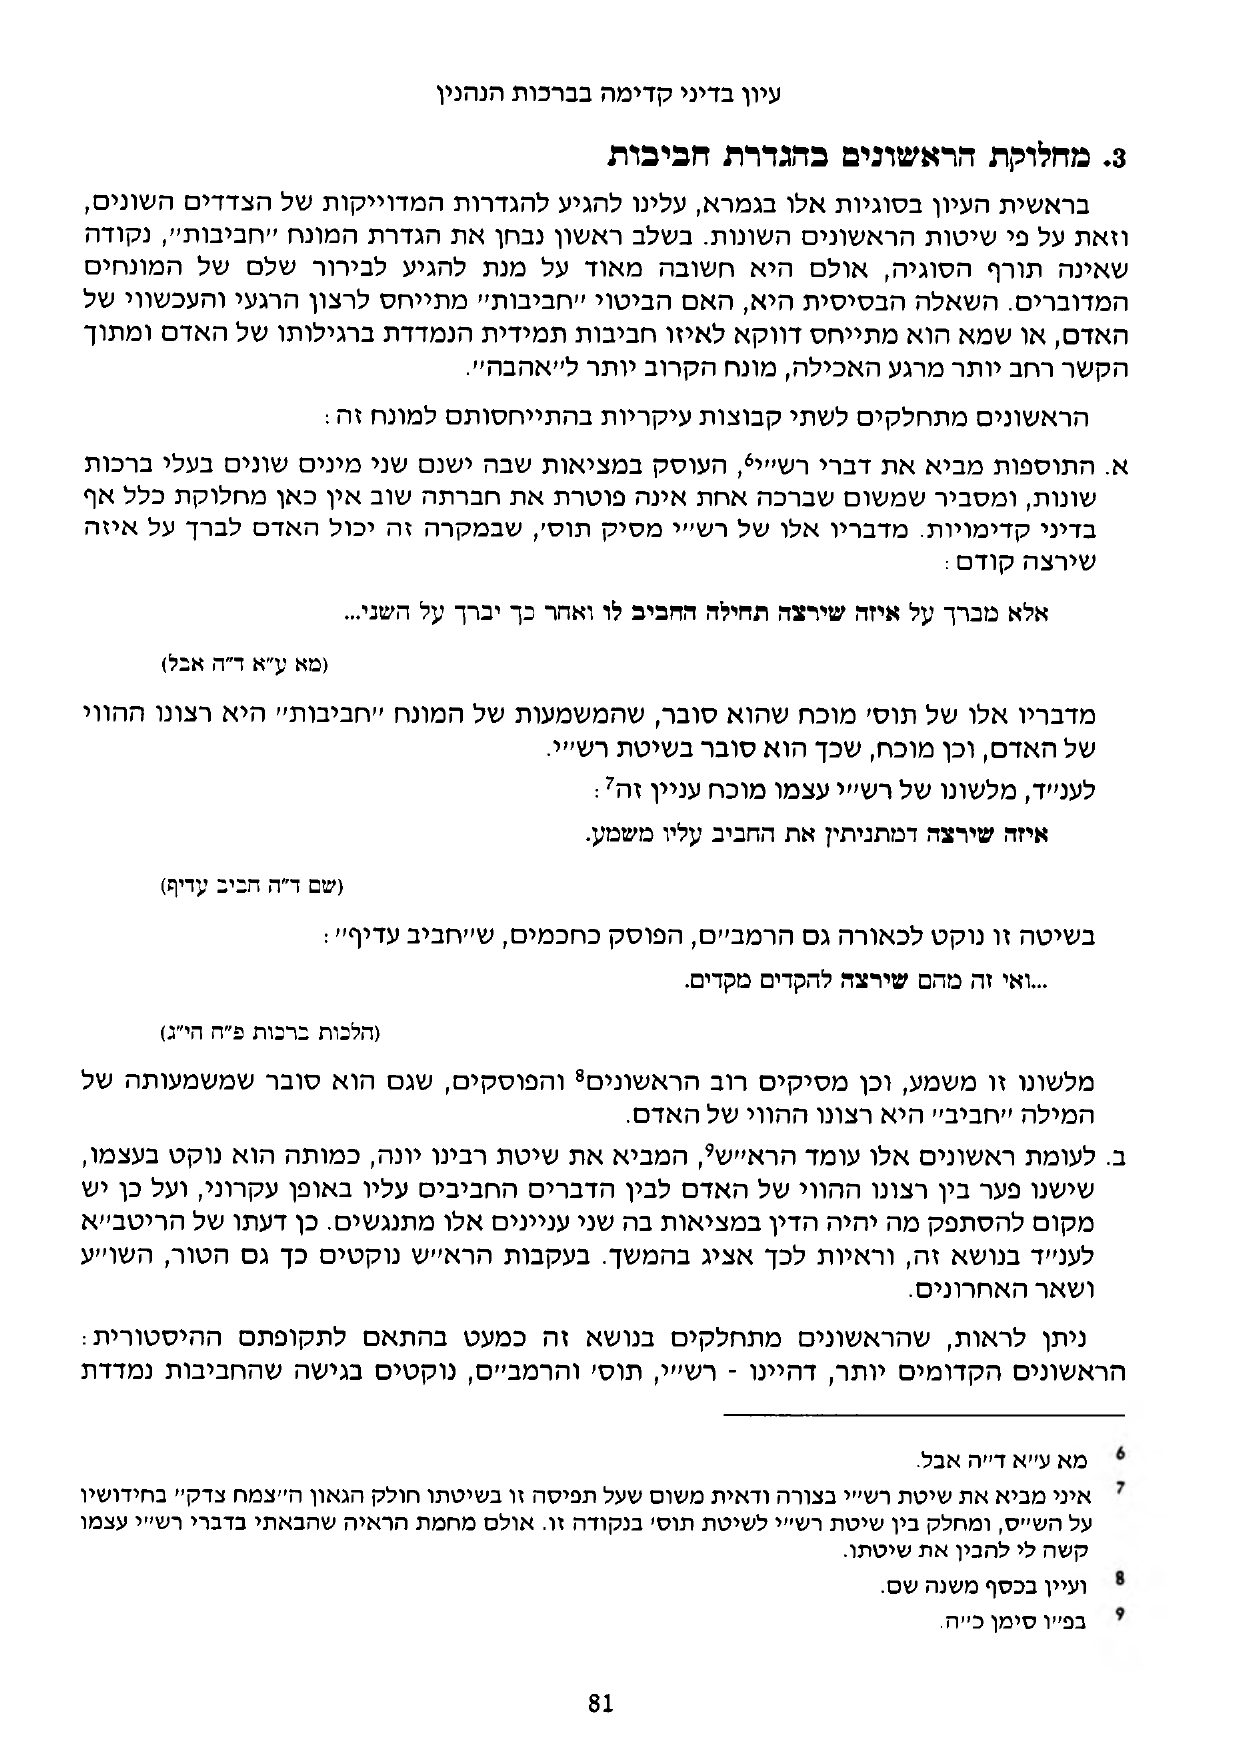 עיון בדיני קדימה בברכות הנהנין
3. מחלוקת הראשונים בהגדרת חביבות
בראשית העיון בסוגיות אלו בגמרא, עלינו להגיע להגדרות המדוייקות של הצדדים השונים,
וזאת על פי שיטות הראשונים השונות. בשלב ראשון נבחן את הגדרת המונח "חביבות", נקודה
שאינה תורף הסוגיה, אולם היא חשובה מאוד על מנת להגיע לבירור שלם של המונחים
המדוברים. השאלה הבסיסית היא, האם הביטוי "חביבות" מתייחס לרצון הרגעי והעכשווי של
האדם, או שמא הוא מתייחס דווקא לאיזו חביבות תמידית הנמדדת ברגילותו של האדם ומתוך
הקשר רחב יותר מרגע האכילה, מונח הקרוב יותר ל"אהבה".
הראשונים מתחלקים לשתי קבוצות עיקריות בהתייחסותם למונח זה:
א. התוספות מביא את דברי רש"י6, העוסק במציאות שבה ישנם שני מינים שונים בעלי ברכות
שונות, ומסביר שמשום שברכה אחת אינה פוטרת את חברתה שוב אין כאן מחלוקת כלל אף
בדיני קדימויות. מדבריו אלו של רש"י מסיק תוס', שבמקרה זה יכול האדם לברך על איזה
שירצה קודם:
אלא מברך על איזה שירצה תחילה החביב לו ואחר כך יברך על השני...
(מא ע"א ד"ה אבל)
מדבריו אלו של תוס' מוכח שהוא סובר, שהמשמעות של המונח "חביבות" היא רצונו ההווי
של האדם, וכן מוכח, שכך הוא סובר בשיטת רש"י.
לענ"ד, מלשונו של רש"י עצמו מוכח עניין זה7:
איזה שירצה דמתניתין את החביב עליו משמע.
(שם ד"ה חביב עדיף)
בשיטה זו נוקט לכאורה גם הרמב"ם, הפוסק כחכמים, ש"חביב עדיף":
...ואי זה מהם שירצה להקדים מקדים.
(הלכות ברכות פ"ח הי"ג)
מלשונו זו משמע, וכן מסיקים רוב הראשונים8 והפוסקים, שגם הוא סובר שמשמעותה של
המילה "חביב" היא רצונו ההווי של האדם.
ב. לעומת ראשונים אלו עומד הרא"ש9, המביא את שיטת רבינו יונה, כמותה הוא נוקט בעצמו,
שישנו פער בין רצונו ההווי של האדם לבין הדברים החביבים עליו באופן עקרוני, ועל כן יש
מקום להסתפק מה יהיה הדין במציאות בה שני עניינים אלו מתנגשים. כן דעתו של הריטב"א
לענ"ד בנושא זה, וראיות לכך אציג בהמשך. בעקבות הרא"ש נוקטים כך גם הטור, השו"ע
ושאר האחרונים.
ניתן לראות, שהראשונים מתחלקים בנושא זה כמעט בהתאם לתקופתם ההיסטורית:
הראשונים הקדומים יותר, דהיינו - רש"י, תוס' והרמב"ם, נוקטים בגישה שהחביבות נמדדת
6 מא ע"א ד"ה אבל.
7 איני מביא את שיטת רש"י בצורה ודאית משום שעל תפיסה זו בשיטתו חולק הגאון ה"צמח צדק" בחידושיו
על הש"ס, ומחלק בין שיטת רש"י לשיטת תוס' בנקודה זו. אולם מחמת הראיה שהבאתי בדברי רש"י עצמו
קשה לי להבין את שיטתו.
8 ועיין בכסף משנה שם.
9 בפ"ו סימן כ"ה.
81